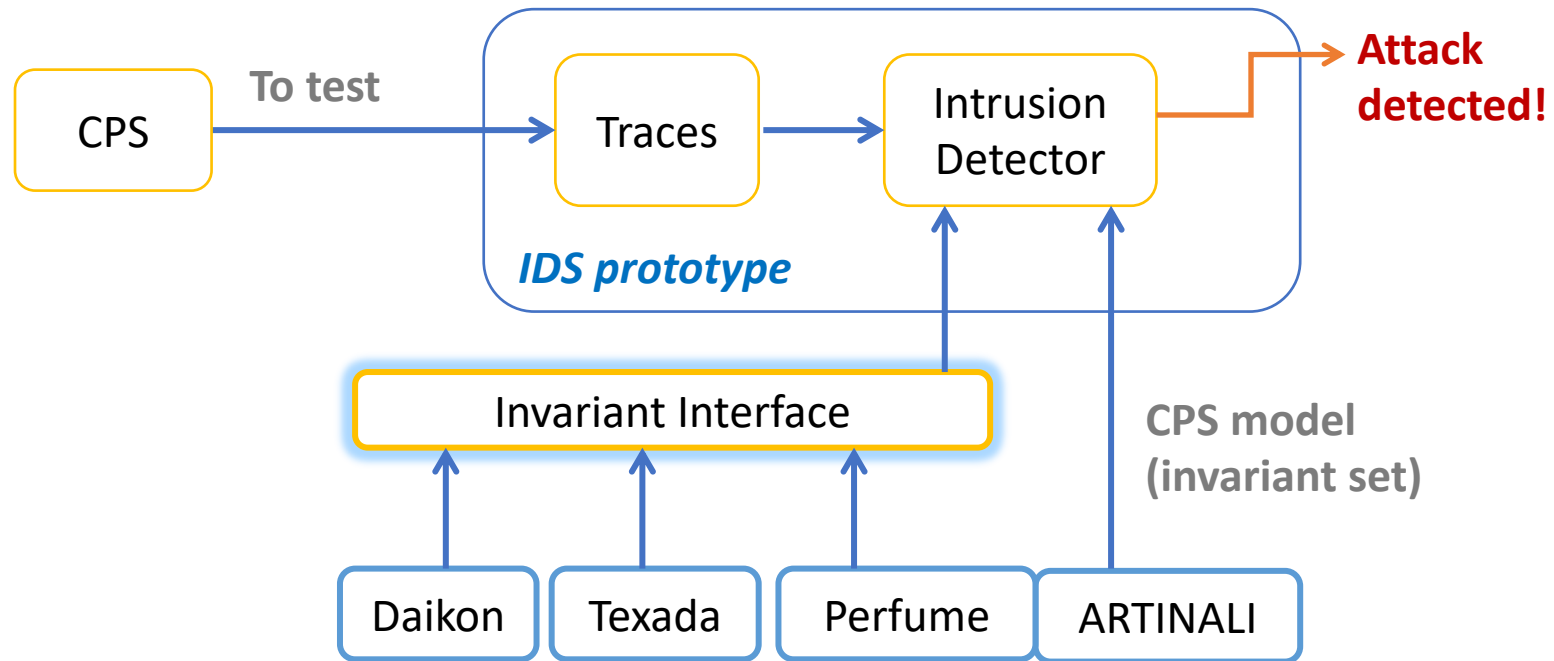 CPS
To test
Traces
Intrusion
Detector
Attack
detected!
IDS prototype
Invariant Interface
CPS model
(invariant set)
Daikon
Texada
Perfume
ARTINALI